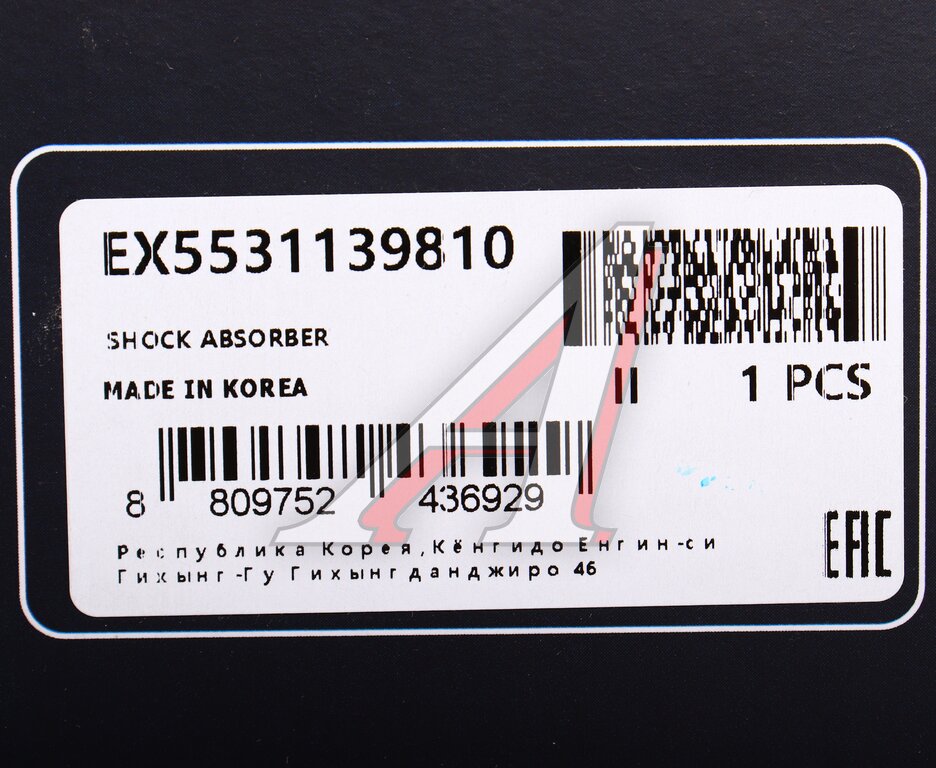 EX5531139810
SHOCK ABSORBER
MADE IN KOREA
II 1 PCS
8 809752 436929
Республика Корея, Кёнгидо Енгин-си
Гихынг-Гу Гихынгданджиро 46
EAC